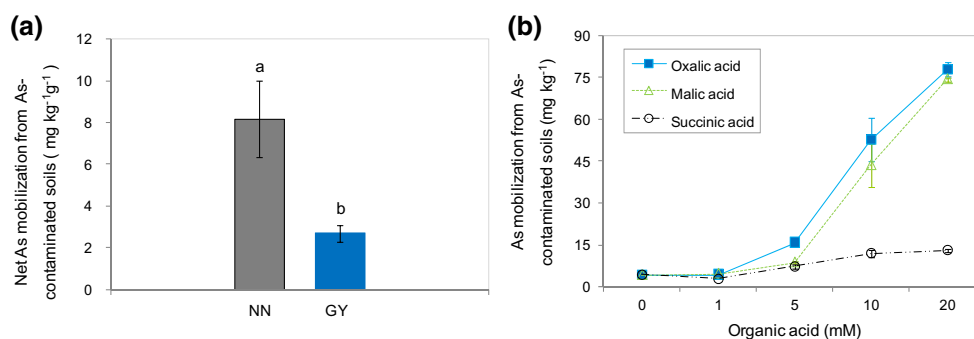 (a)
Net As mobilization from As-
contaminated soils ( mg kg⁻¹g⁻¹)
12
10
8
6
4
2
0
a
b
NN GY
(b)
As mobilization from As-
contaminated soils (mg kg⁻¹)
90
75
60
45
30
15
0
Oxalic acid
Malic acid
Succinic acid
0 1 5 10 20
Organic acid (mM)